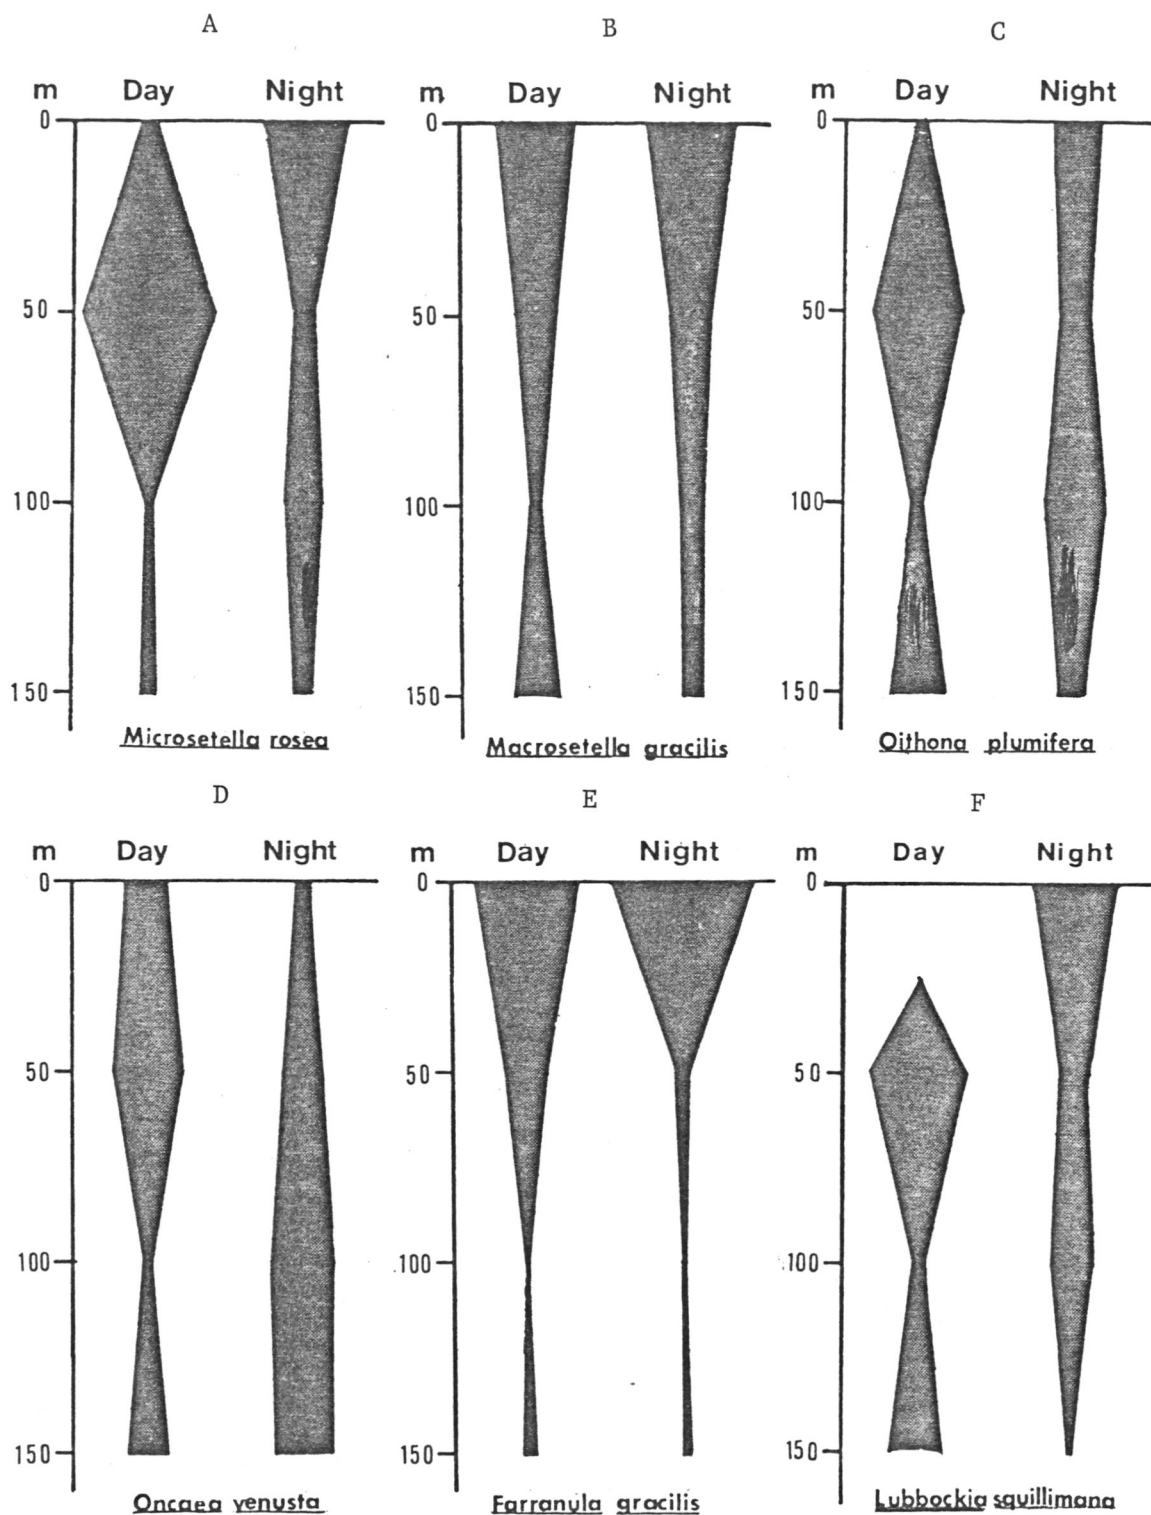 A B C
m Day Night m Day Night m Day Night
0 0 0
50 50 50
100 100 100
150 150 150
Microsetella rosea Macrosetella gracilis Oithona plumifera
D E F
m Day Night m Day Night m Day Night
0 0 0
50 50 50
100 100 100
150 150 150
Oncaea venusta Farranula gracilis Lubbockia squillimana